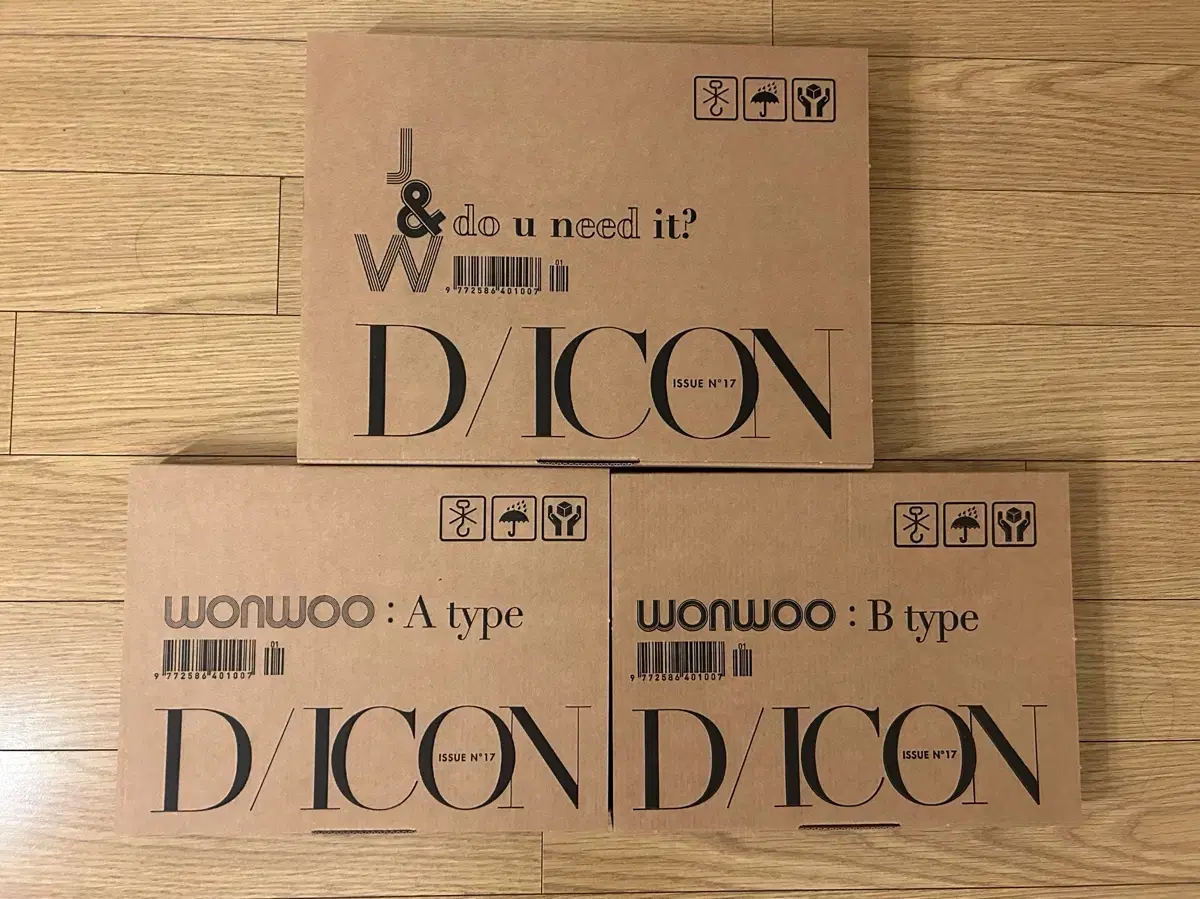 J
& do u need it?
W
01
9 772586 401007
D/ICON
ISSUE N°17
wonwoo : A type
01
9 772586 401007
D/ICON
ISSUE N°17
wonwoo : B type
01
9 772586 401007
D/ICON
ISSUE N°17